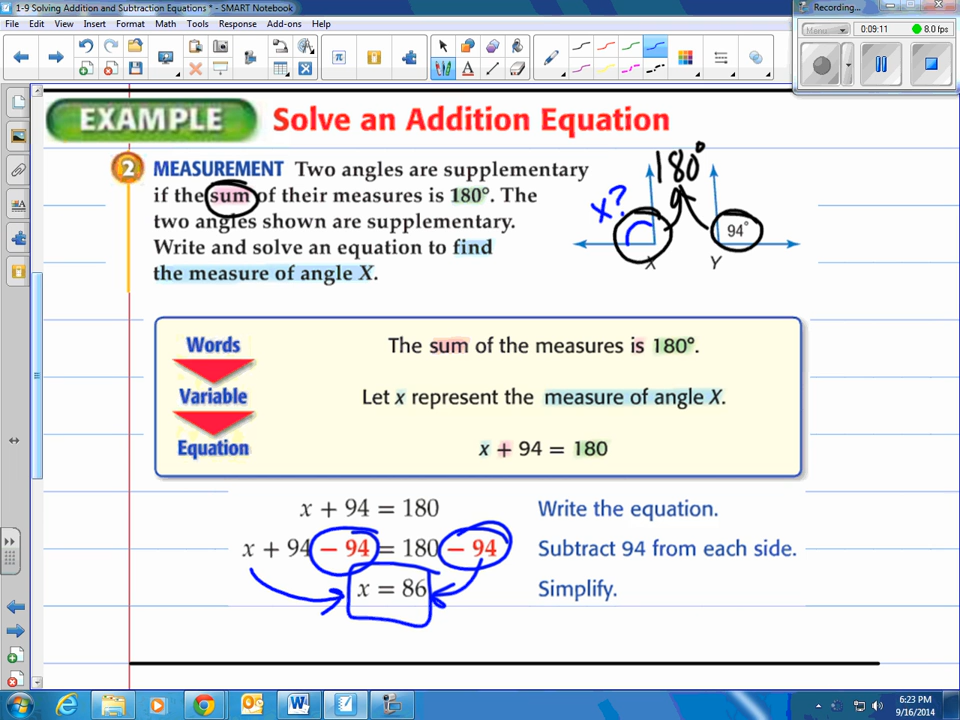 1-9 Solving Addition and Subtraction Equations * - SMART Notebook
Recording...
File Edit View Insert Format Math Tools Response Add-ons Help
Menu
0:09:11
8.0 fps
EXAMPLE Solve an Addition Equation
2 MEASUREMENT Two angles are supplementary
if the sum of their measures is 180°. The
two angles shown are supplementary.
Write and solve an equation to find
the measure of angle X.
180°
x?
94°
X
Y
Words The sum of the measures is 180°.
Variable Let x represent the measure of angle X.
Equation x + 94 = 180
x + 94 = 180 Write the equation.
x + 94 − 94 = 180 − 94 Subtract 94 from each side.
x = 86 Simplify.
6:23 PM
9/16/2014